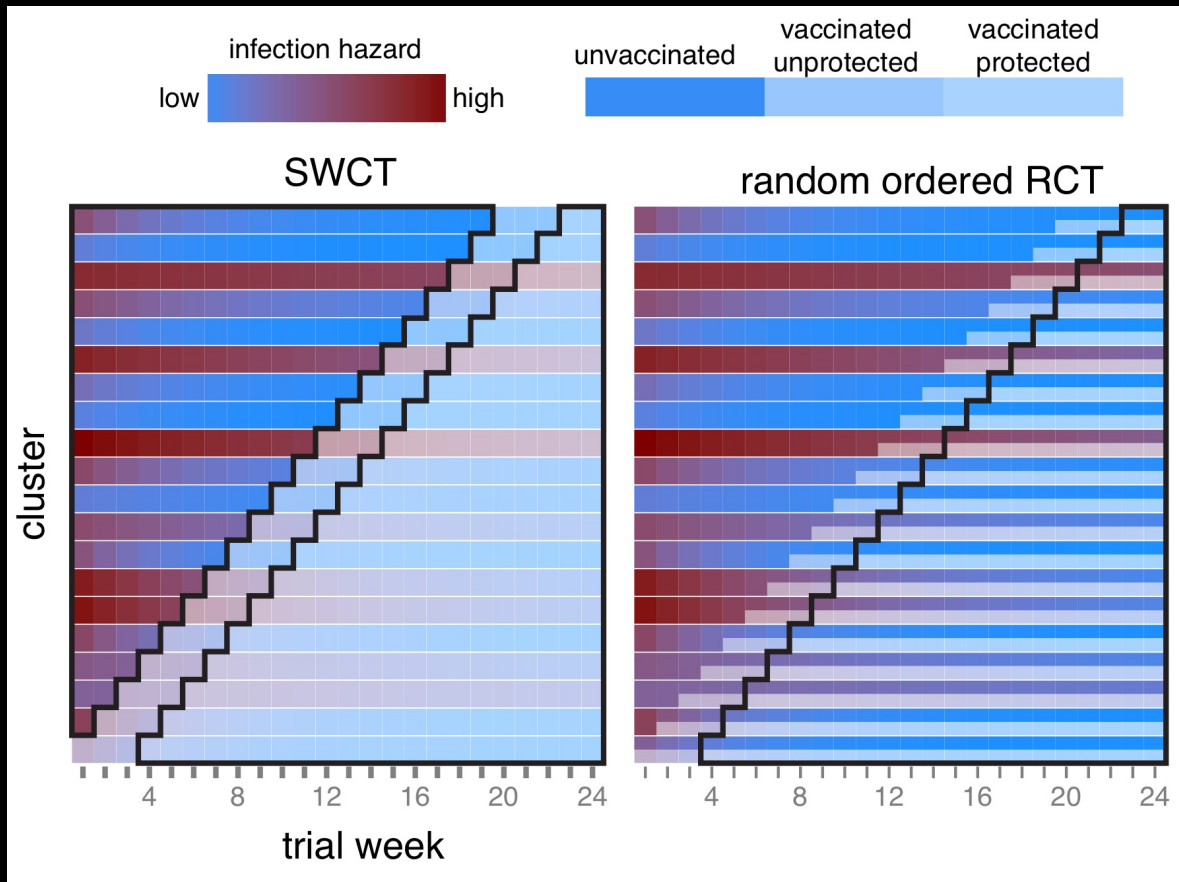 infection hazard
low
high
unvaccinated
vaccinated
unprotected
vaccinated
protected
SWCT
random ordered RCT
cluster
4 8 12 16 20 24
4 8 12 16 20 24
trial week